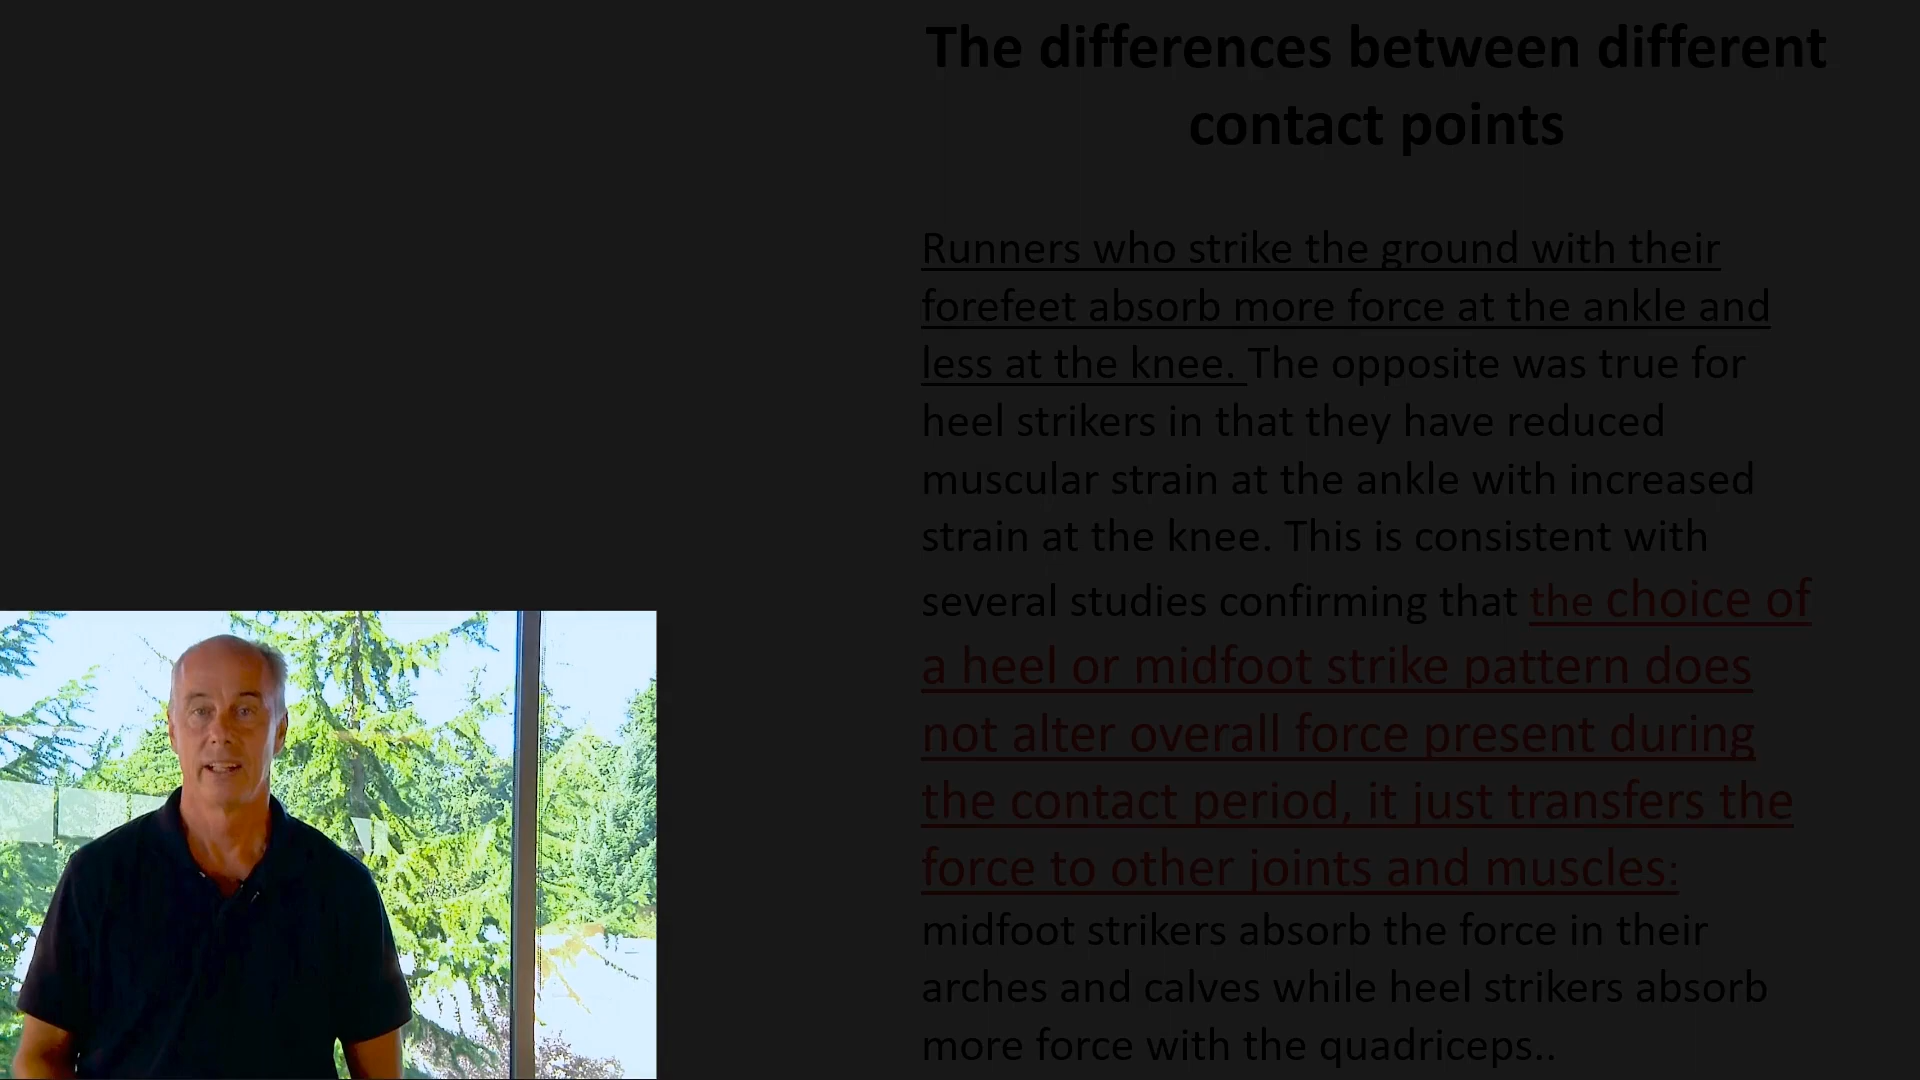 The differences between different
contact points
Runners who strike the ground with their
forefeet absorb more force at the ankle and
less at the knee. The opposite was true for
heel strikers in that they have reduced
muscular strain at the ankle with increased
strain at the knee. This is consistent with
several studies confirming that the choice of
a heel or midfoot strike pattern does
not alter overall force present during
the contact period, it just transfers the
force to other joints and muscles:
midfoot strikers absorb the force in their
arches and calves while heel strikers absorb
more force with the quadriceps..